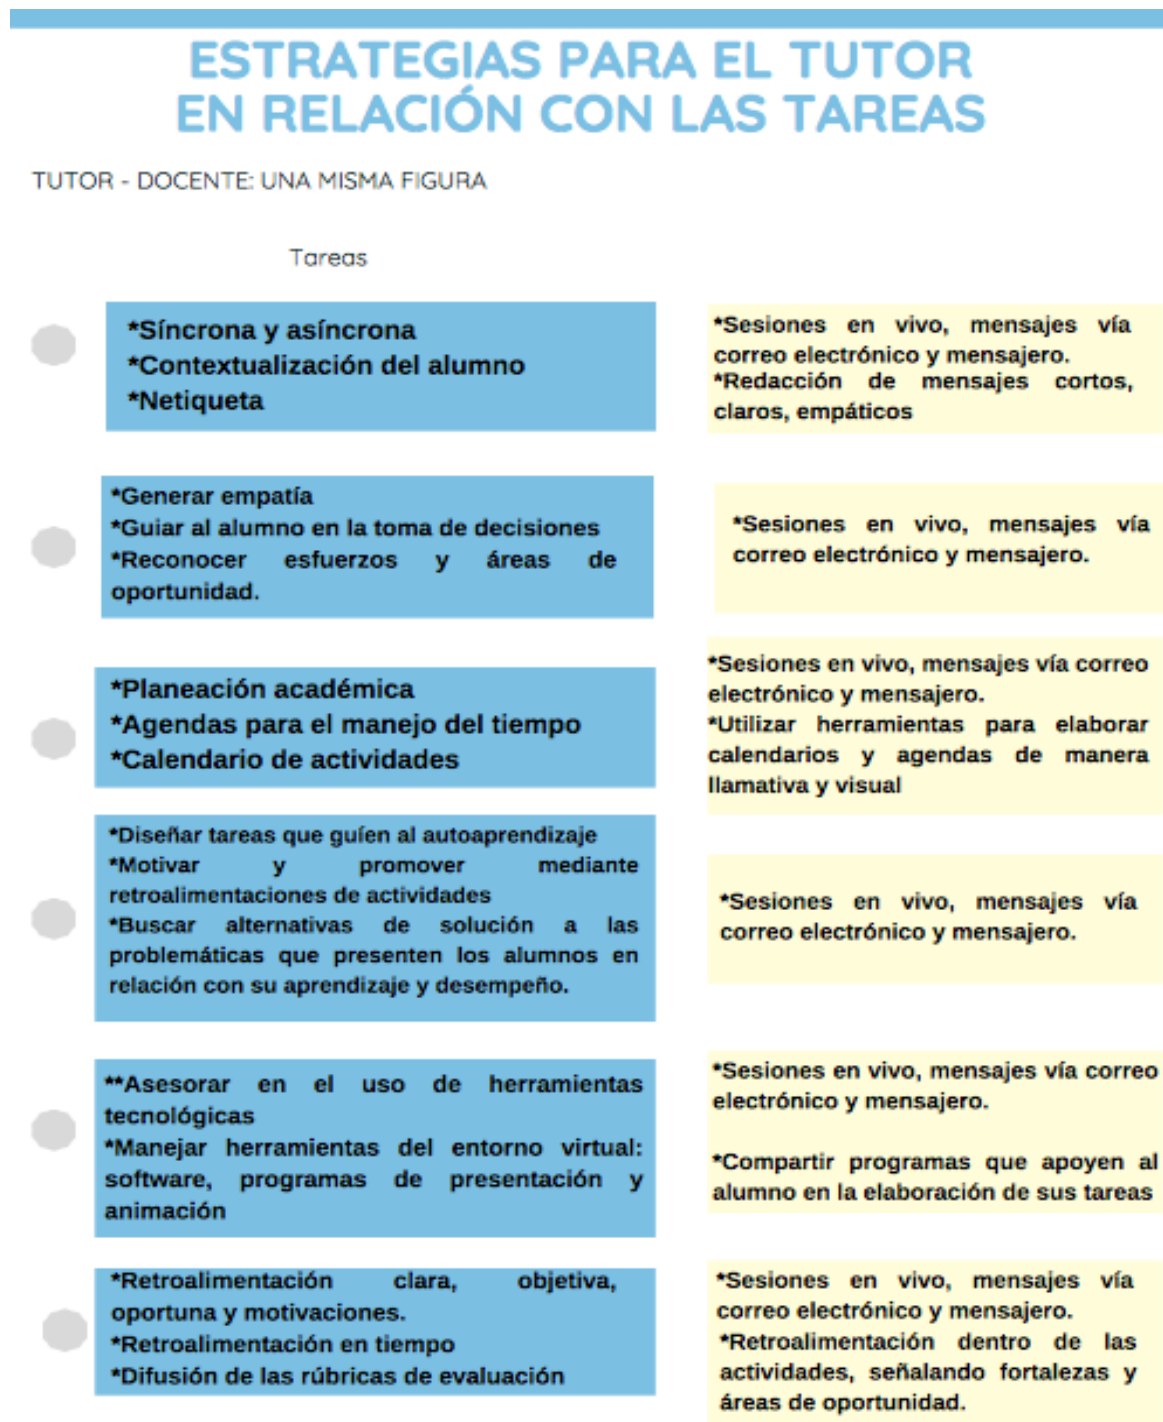 ESTRATEGIAS PARA EL TUTOR
EN RELACIÓN CON LAS TAREAS
TUTOR - DOCENTE: UNA MISMA FIGURA
Tareas
*Síncrona y asíncrona
*Contextualización del alumno
*Netiqueta
*Sesiones en vivo, mensajes vía
correo electrónico y mensajero.
*Redacción de mensajes cortos,
claros, empáticos
*Generar empatía
*Guiar al alumno en la toma de decisiones
*Reconocer esfuerzos y áreas de
oportunidad.
*Sesiones en vivo, mensajes vía
correo electrónico y mensajero.
*Planeación académica
*Agendas para el manejo del tiempo
*Calendario de actividades
*Sesiones en vivo, mensajes vía correo
electrónico y mensajero.
*Utilizar herramientas para elaborar
calendarios y agendas de manera
llamativa y visual
*Diseñar tareas que guíen al autoaprendizaje
*Motivar y promover mediante
retroalimentaciones de actividades
*Buscar alternativas de solución a las
problemáticas que presenten los alumnos en
relación con su aprendizaje y desempeño.
*Sesiones en vivo, mensajes vía
correo electrónico y mensajero.
**Asesorar en el uso de herramientas
tecnológicas
*Manejar herramientas del entorno virtual:
software, programas de presentación y
animación
*Sesiones en vivo, mensajes vía correo
electrónico y mensajero.
*Compartir programas que apoyen al
alumno en la elaboración de sus tareas
*Retroalimentación clara, objetiva,
oportuna y motivaciones.
*Retroalimentación en tiempo
*Difusión de las rúbricas de evaluación
*Sesiones en vivo, mensajes vía
correo electrónico y mensajero.
*Retroalimentación dentro de las
actividades, señalando fortalezas y
áreas de oportunidad.